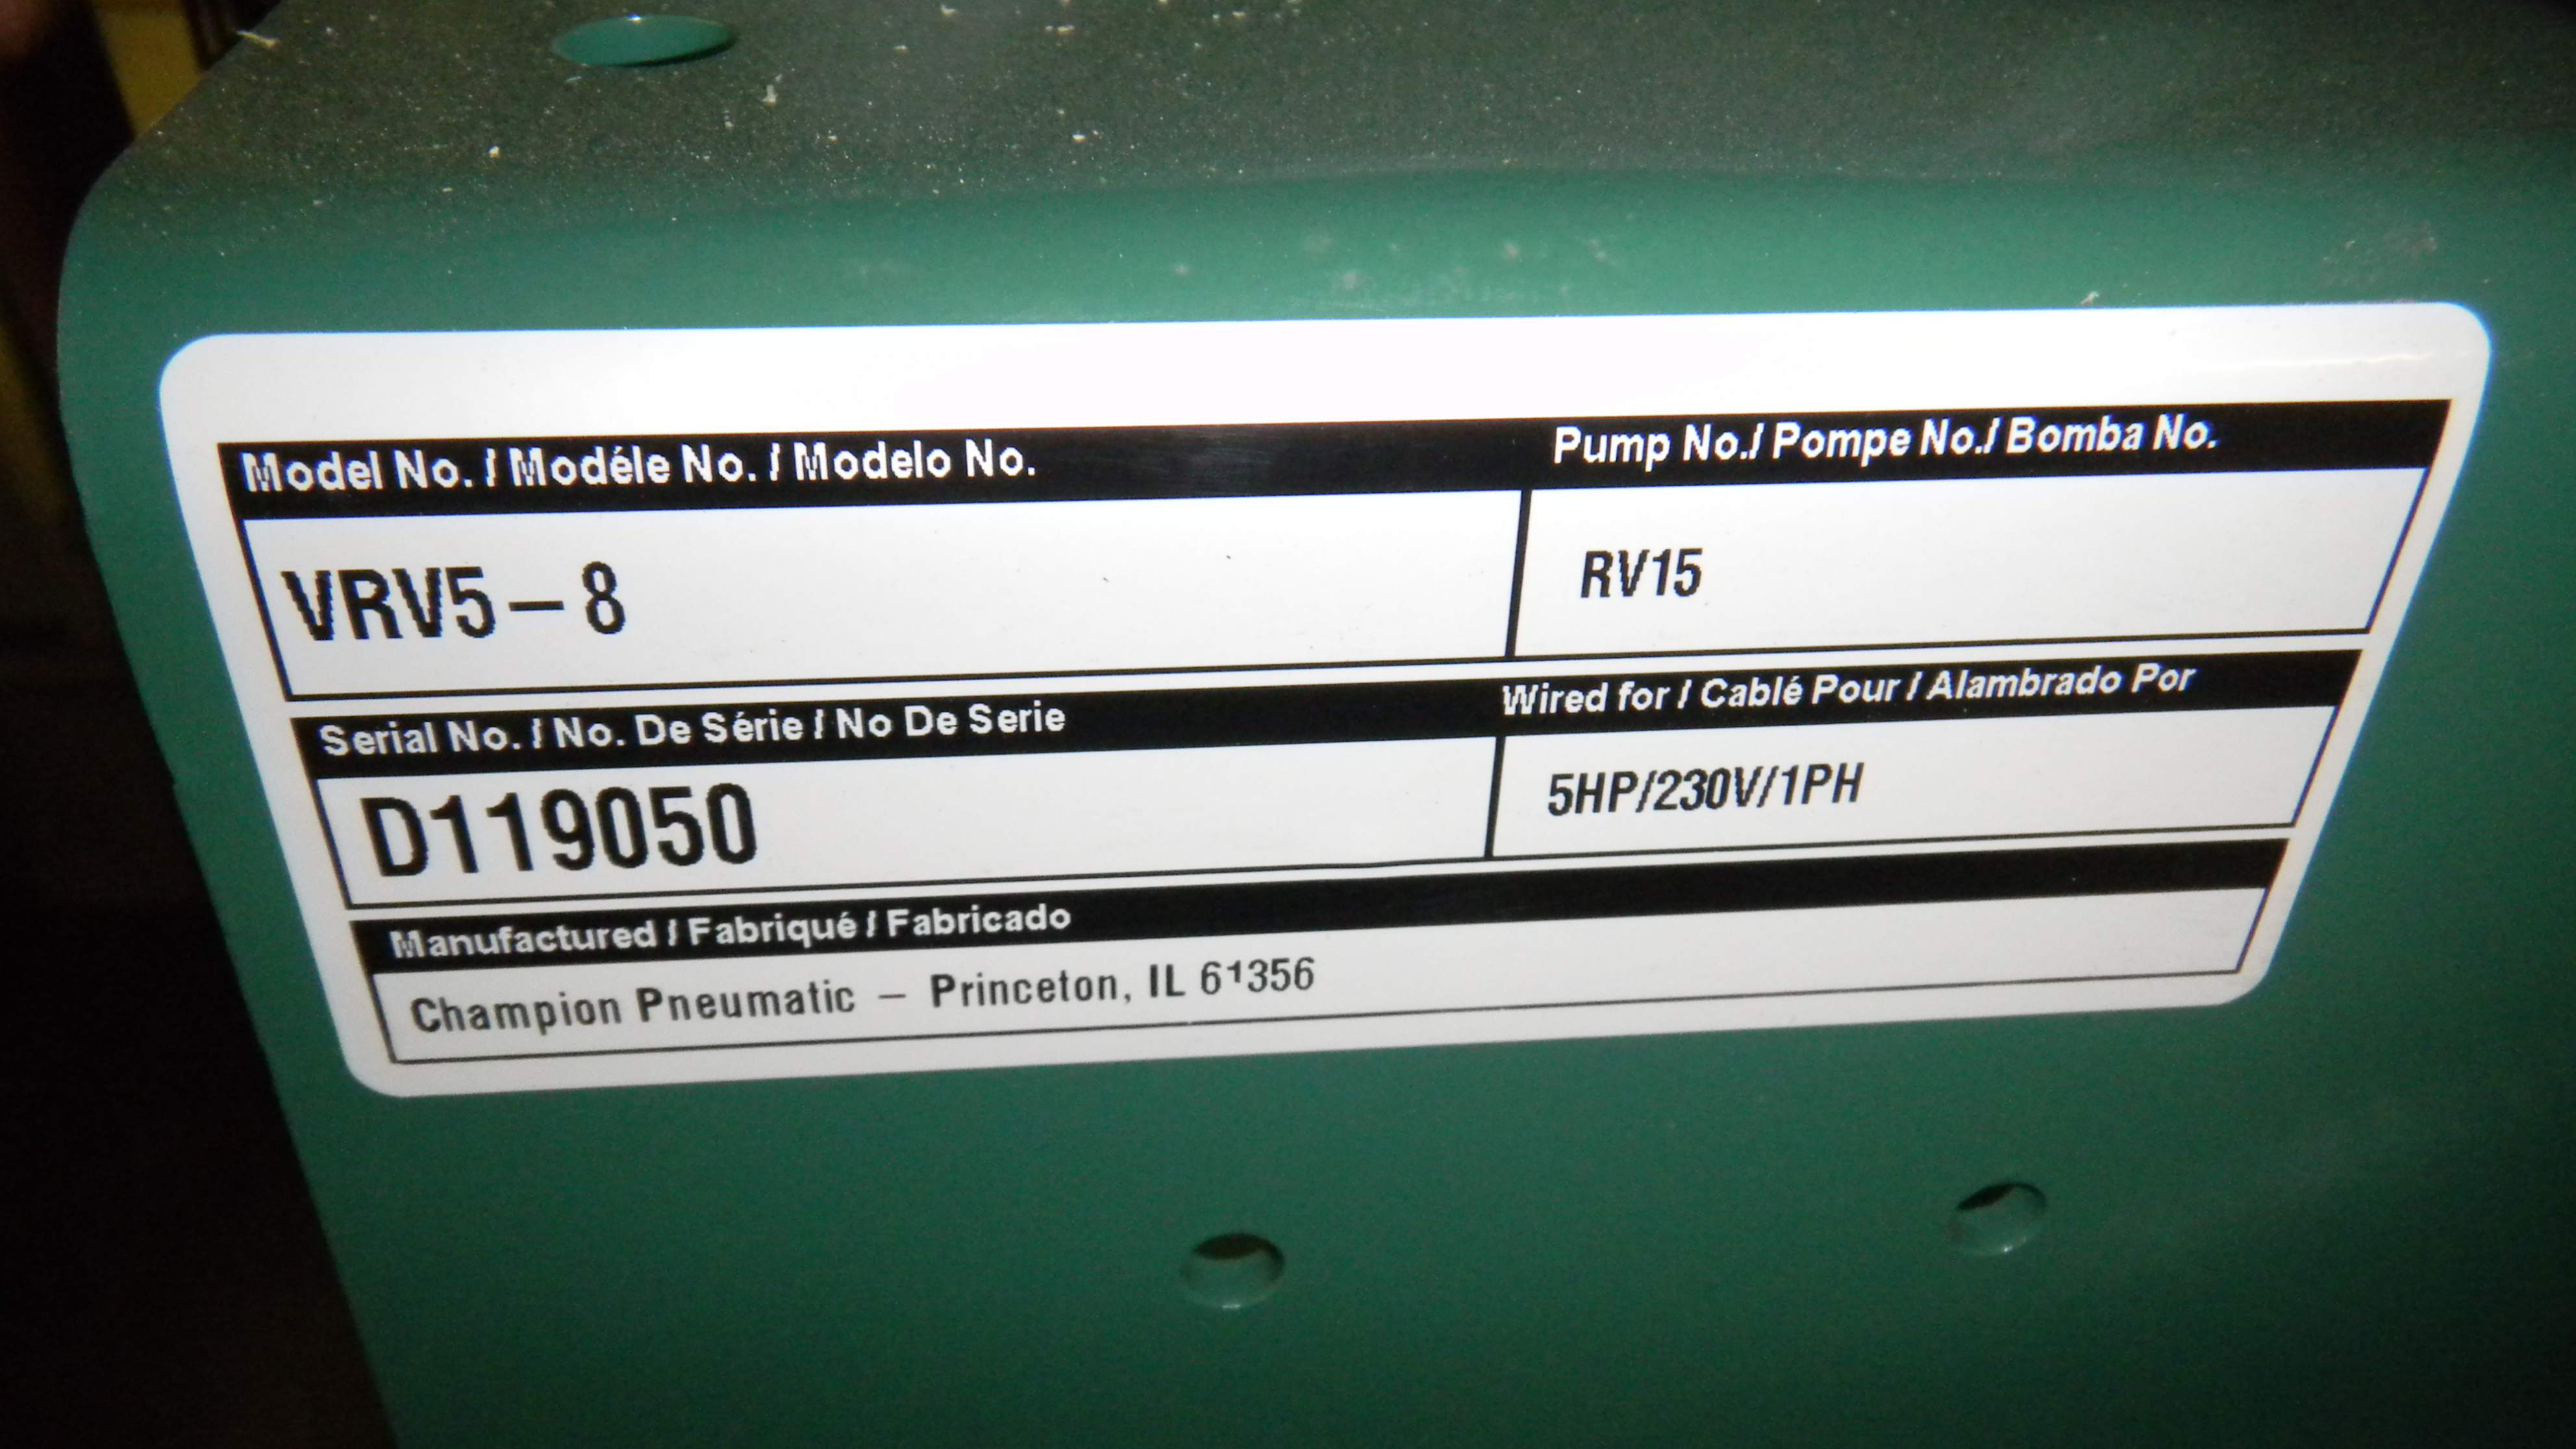 Model No. / Modéle No. / Modelo No.
Pump No./ Pompe No./ Bomba No.
VRV5-8
RV15
Serial No. / No. De Série / No De Serie
Wired for / Cablé Pour / Alambrado Por
D119050
5HP/230V/1PH
Manufactured / Fabriqué / Fabricado
Champion Pneumatic – Princeton, IL 61356